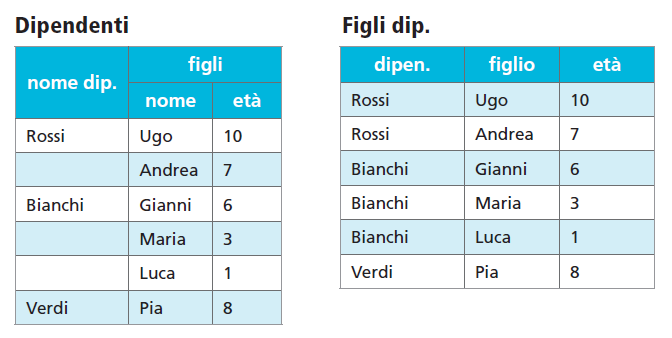 Dipendenti
nome dip. figli
nome età
Rossi Ugo 10
Andrea 7
Bianchi Gianni 6
Maria 3
Luca 1
Verdi Pia 8
Figli dip.
dipen. figlio età
Rossi Ugo 10
Rossi Andrea 7
Bianchi Gianni 6
Bianchi Maria 3
Bianchi Luca 1
Verdi Pia 8